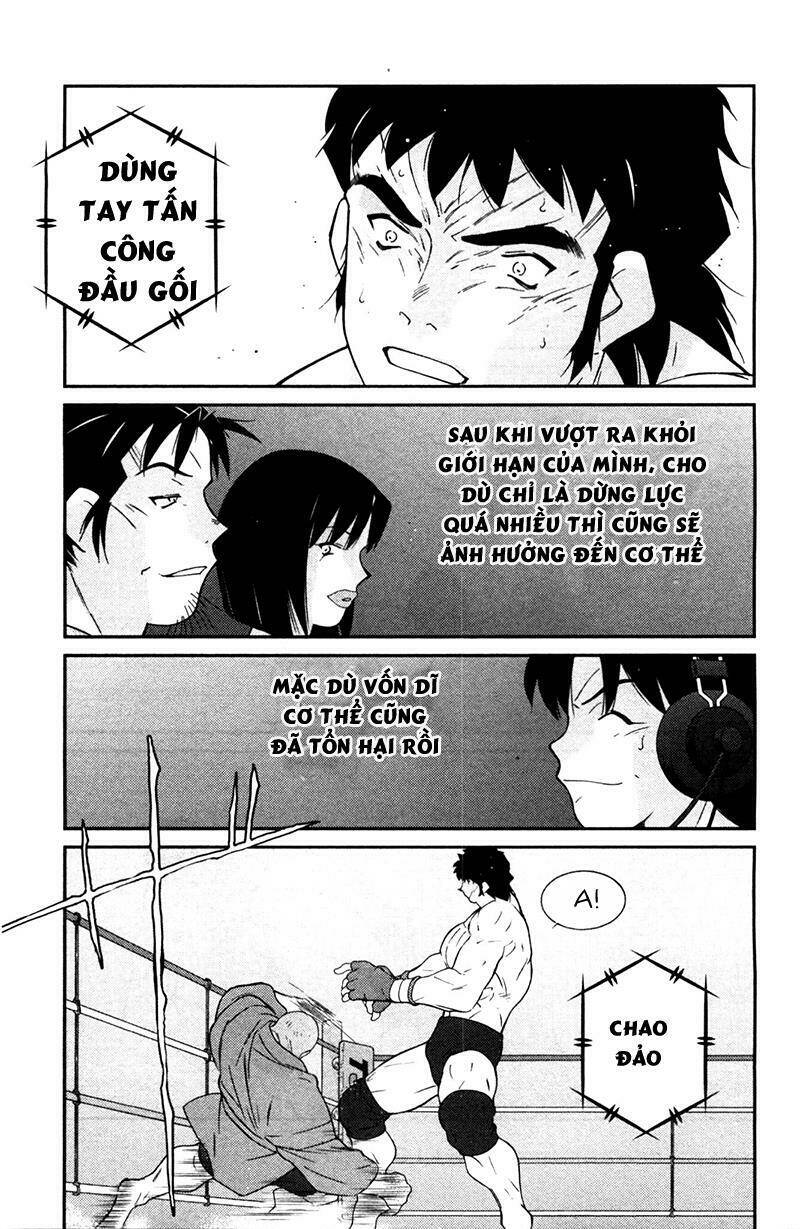 DÙNG
TAY TẤN
CÔNG
ĐẦU GỐI
SAU KHI VƯỢT RA KHỎI
GIỚI HẠN CỦA MÌNH, CHO
DÙ CHỈ LÀ DỪNG LỰC
QUÁ NHIỀU THÌ CŨNG SẼ
ẢNH HƯỞNG ĐẾN CƠ THỂ
MẶC DÙ VỐN DĨ
CƠ THỂ CŨNG
ĐÃ TỔN HẠI RỒI
A!
CHAO
ĐẢO